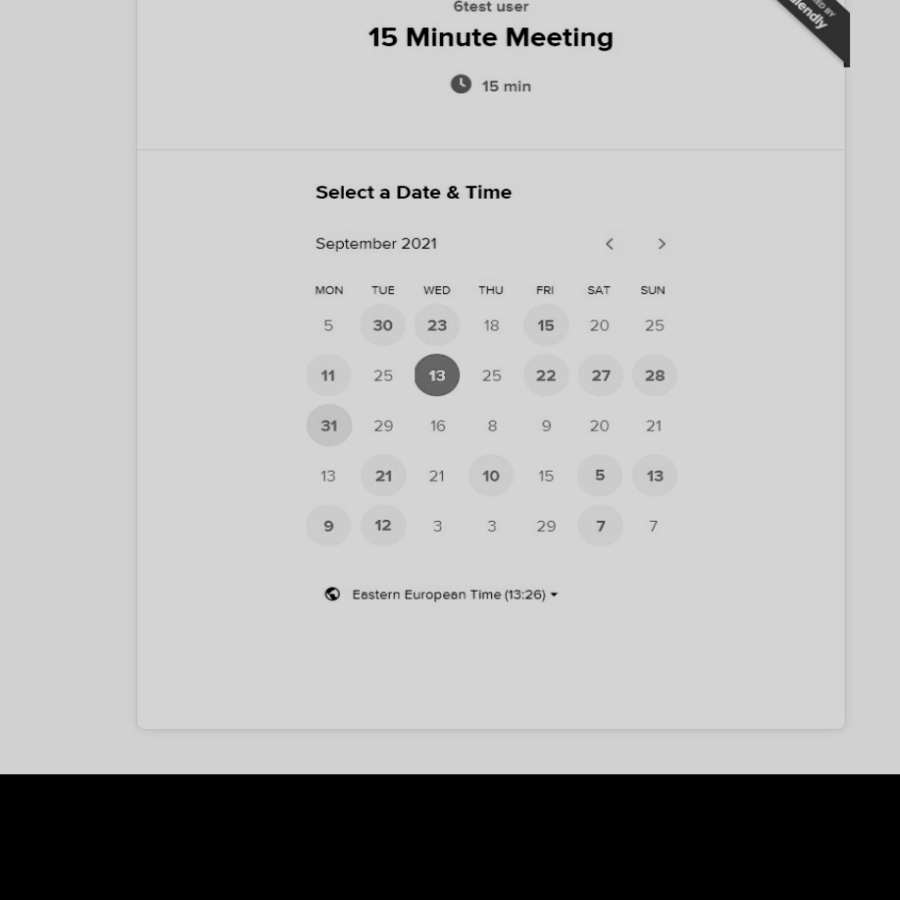 6test user
15 Minute Meeting
15 min
Select a Date & Time
September 2021
MON TUE WED THU FRI SAT SUN
5 30 23 18 15 20 25
11 25 13 25 22 27 28
31 29 16 8 9 20 21
13 21 21 10 15 5 13
9 12 3 3 29 7 7
Eastern European Time (13:26)